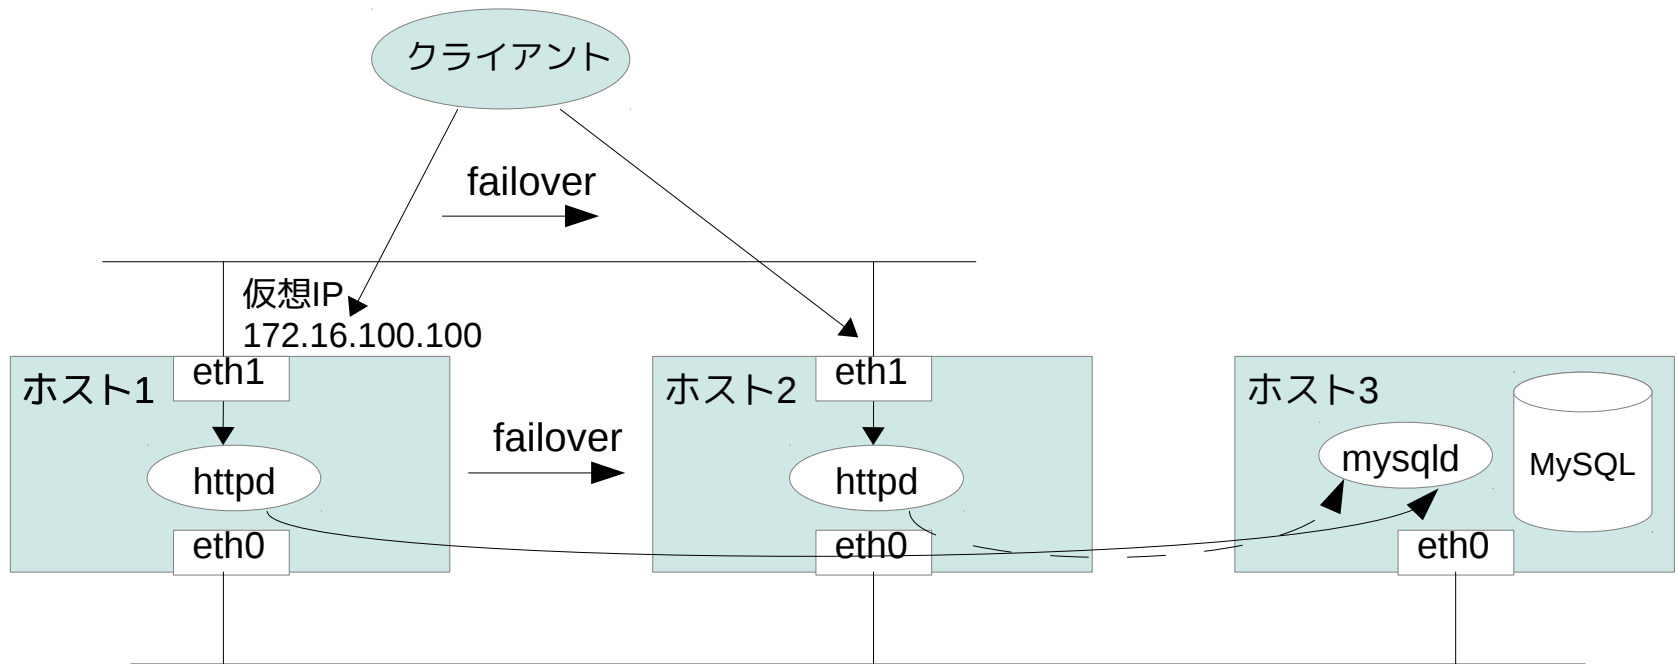 クライアント
failover
仮想IP
172.16.100.100
ホスト1
eth1
failover
httpd
eth0
ホスト2
eth1
httpd
eth0
ホスト3
mysqld
MySQL
eth0